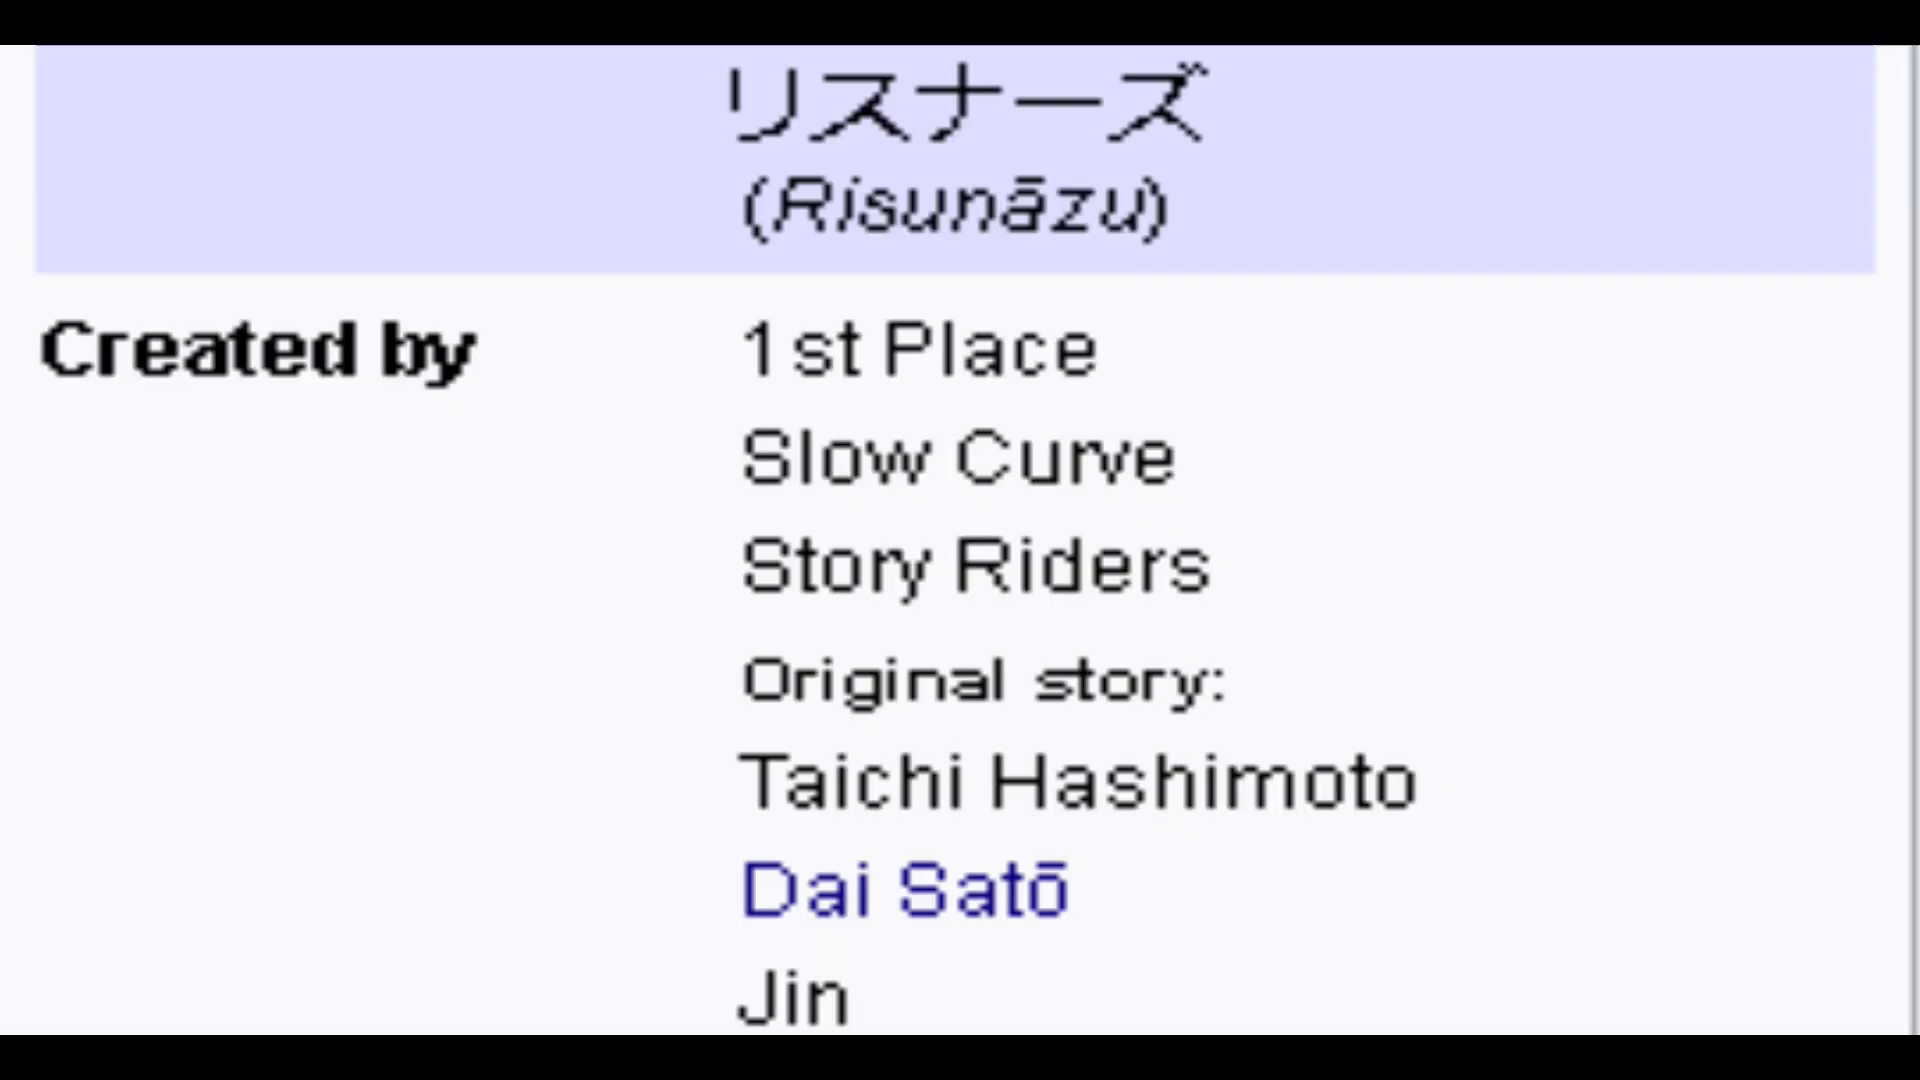 リスナーズ
(Risunāzu)
Created by 1st Place
Slow Curve
Story Riders
Original story:
Taichi Hashimoto
Dai Satō
Jin